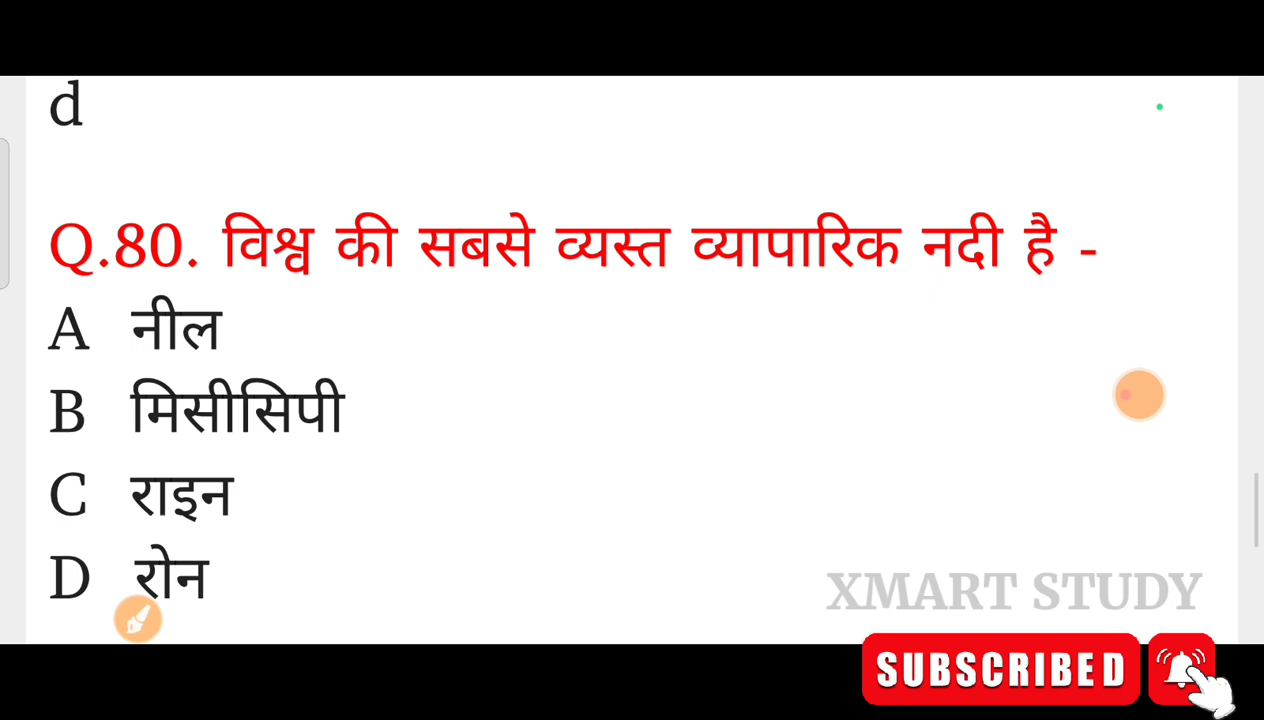 d
Q.80. विश्व की सबसे व्यस्त व्यापारिक नदी है -
A नील
B मिसीसिपी
C राइन
D रोन
XMART STUDY
SUBSCRIBED